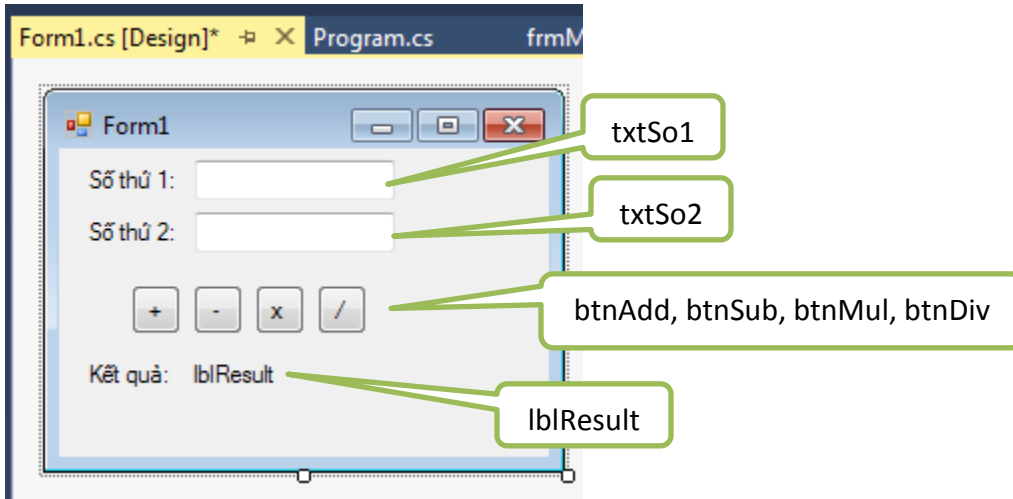 Form1.cs [Design]* Program.cs frmM
Form1
txtSo1
Số thứ 1:
txtSo2
Số thứ 2:
+ - x /
btnAdd, btnSub, btnMul, btnDiv
Kết quả: lblResult
lblResult